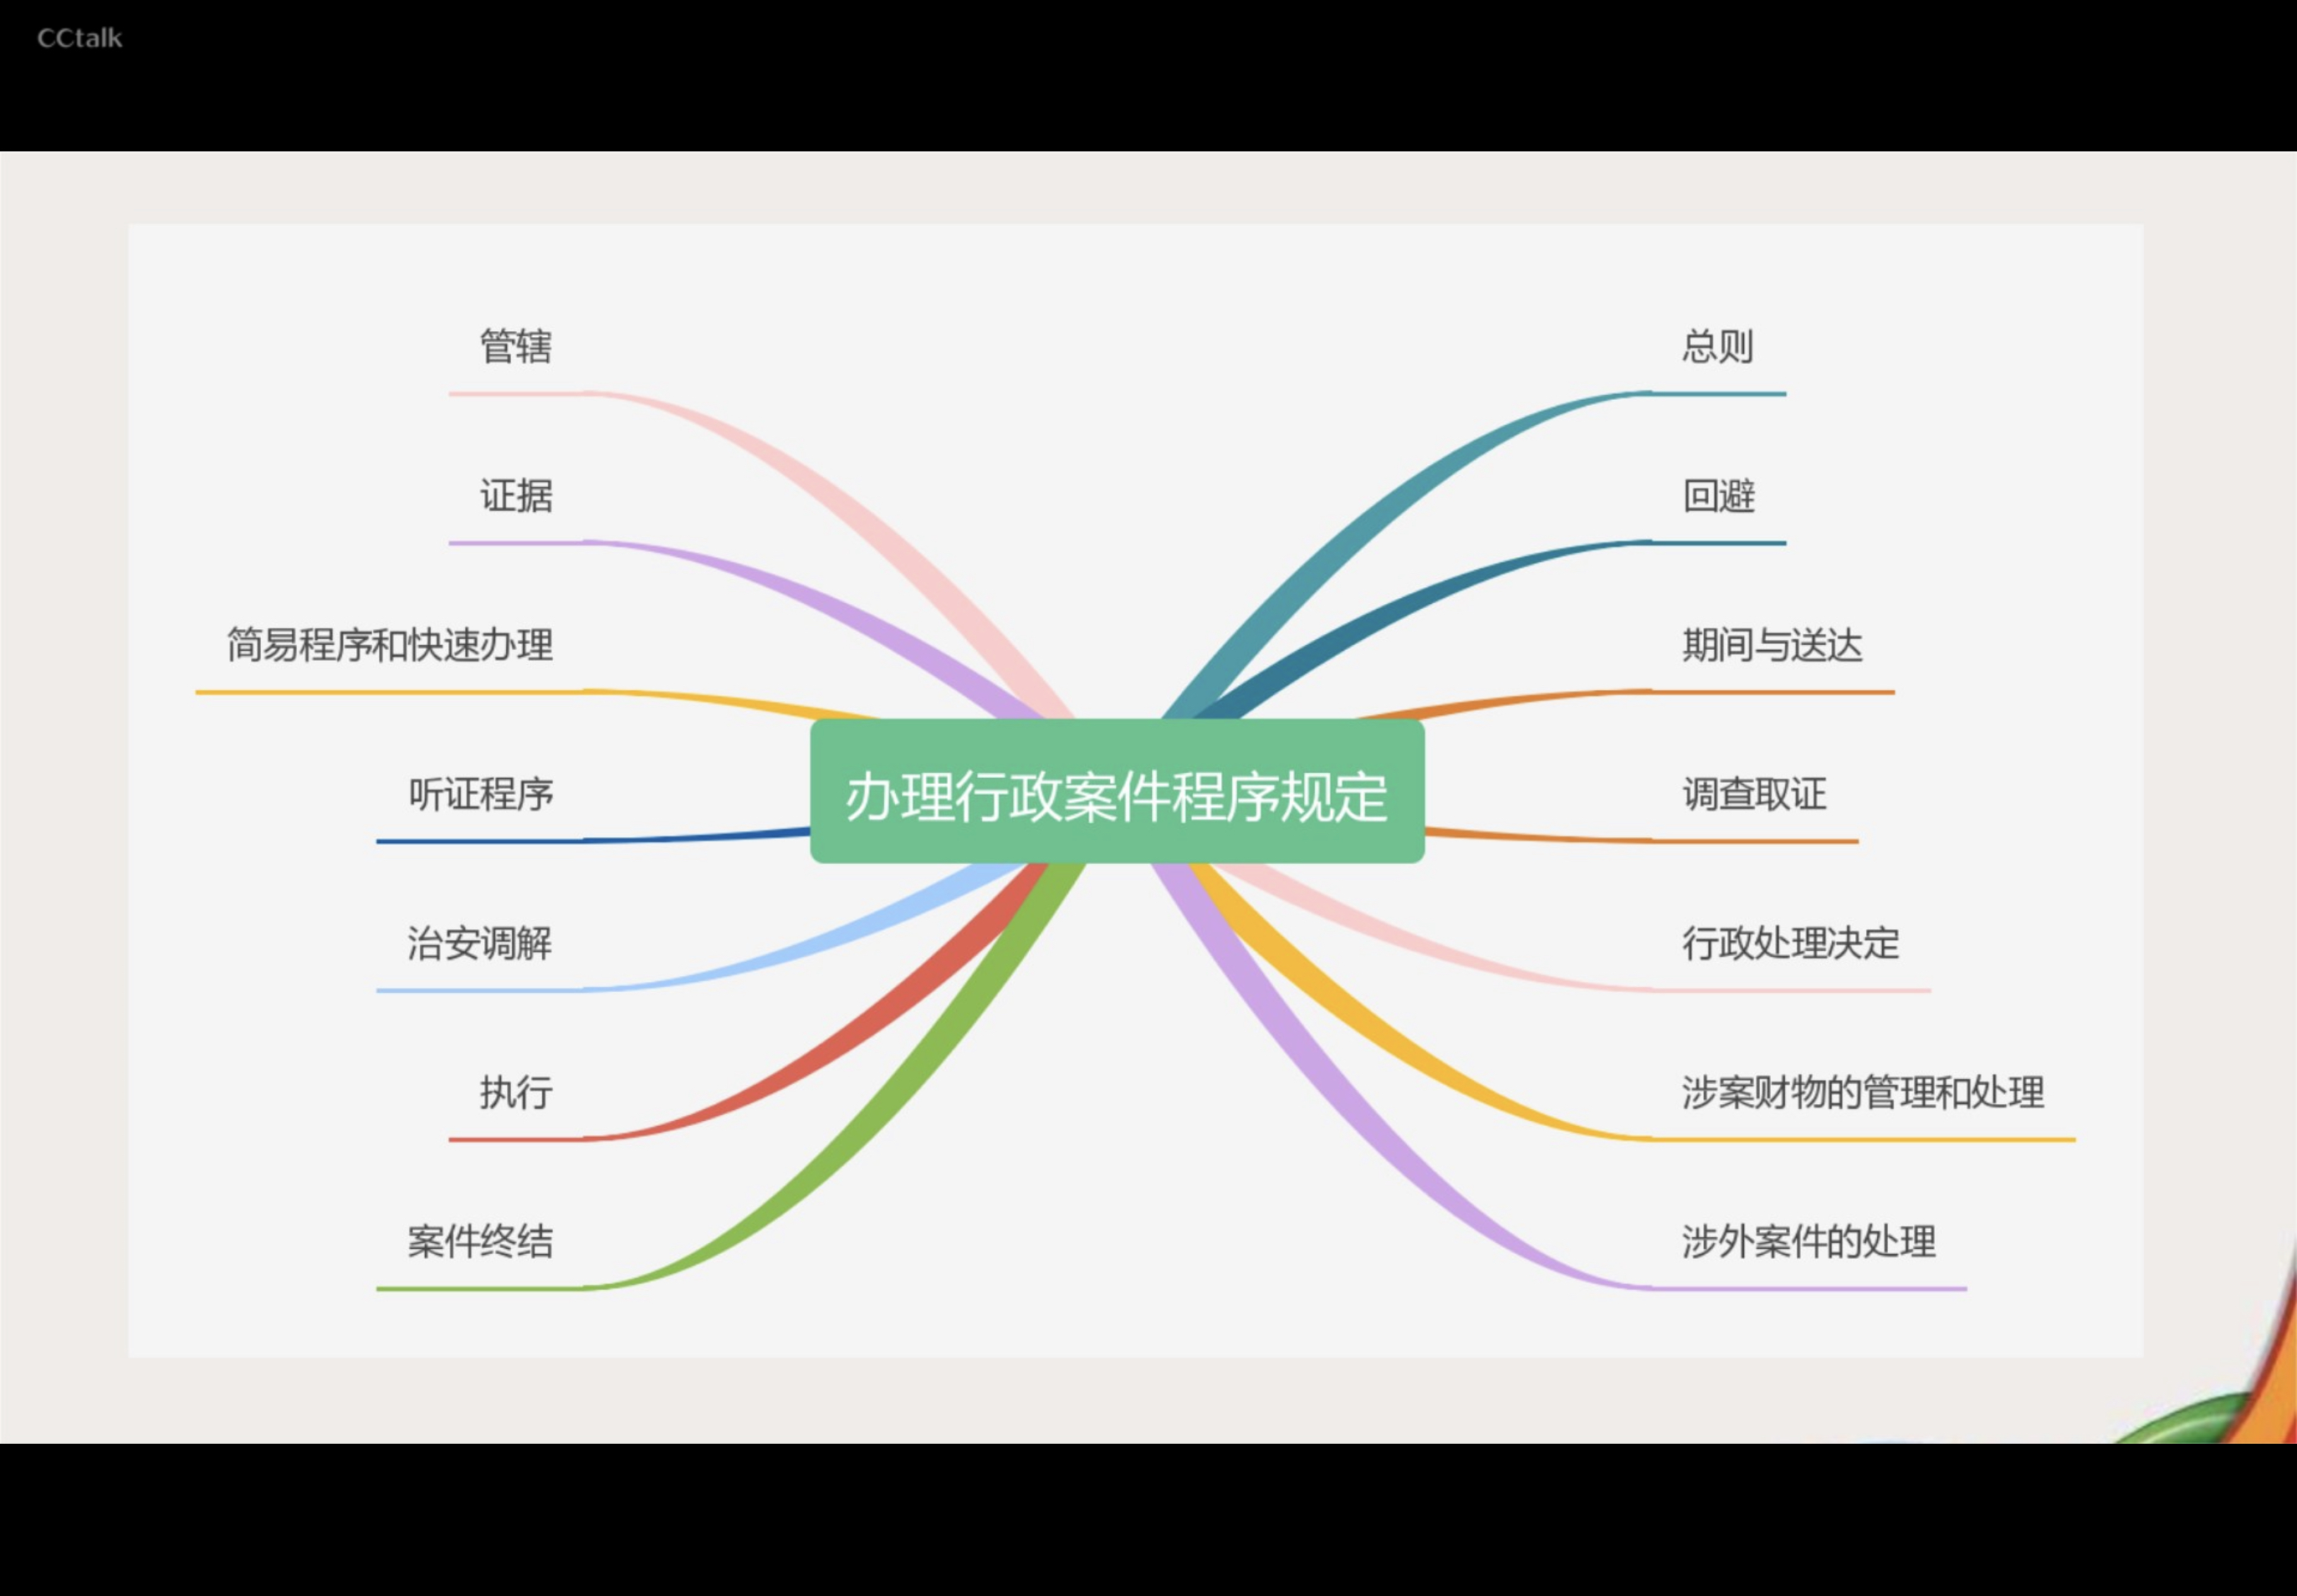 CCtalk
管辖
总则
证据
回避
简易程序和快速办理
期间与送达
听证程序
办理行政案件程序规定
调查取证
治安调解
行政处理决定
执行
涉案财物的管理和处理
案件终结
涉外案件的处理